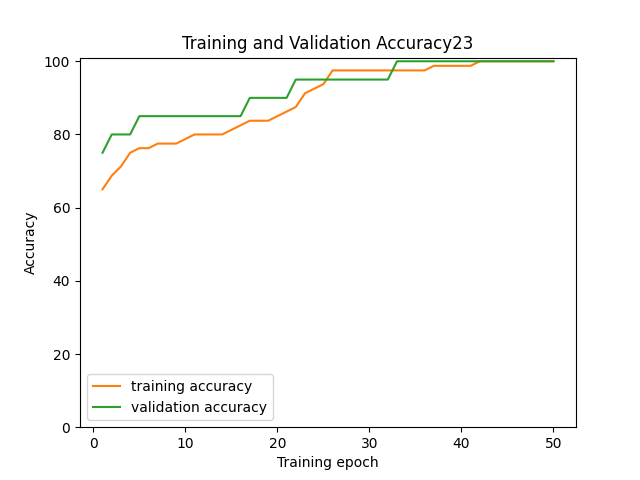 Training and Validation Accuracy23
100
80
60
40
20
0
Accuracy
training accuracy
validation accuracy
0 10 20 30 40 50
Training epoch